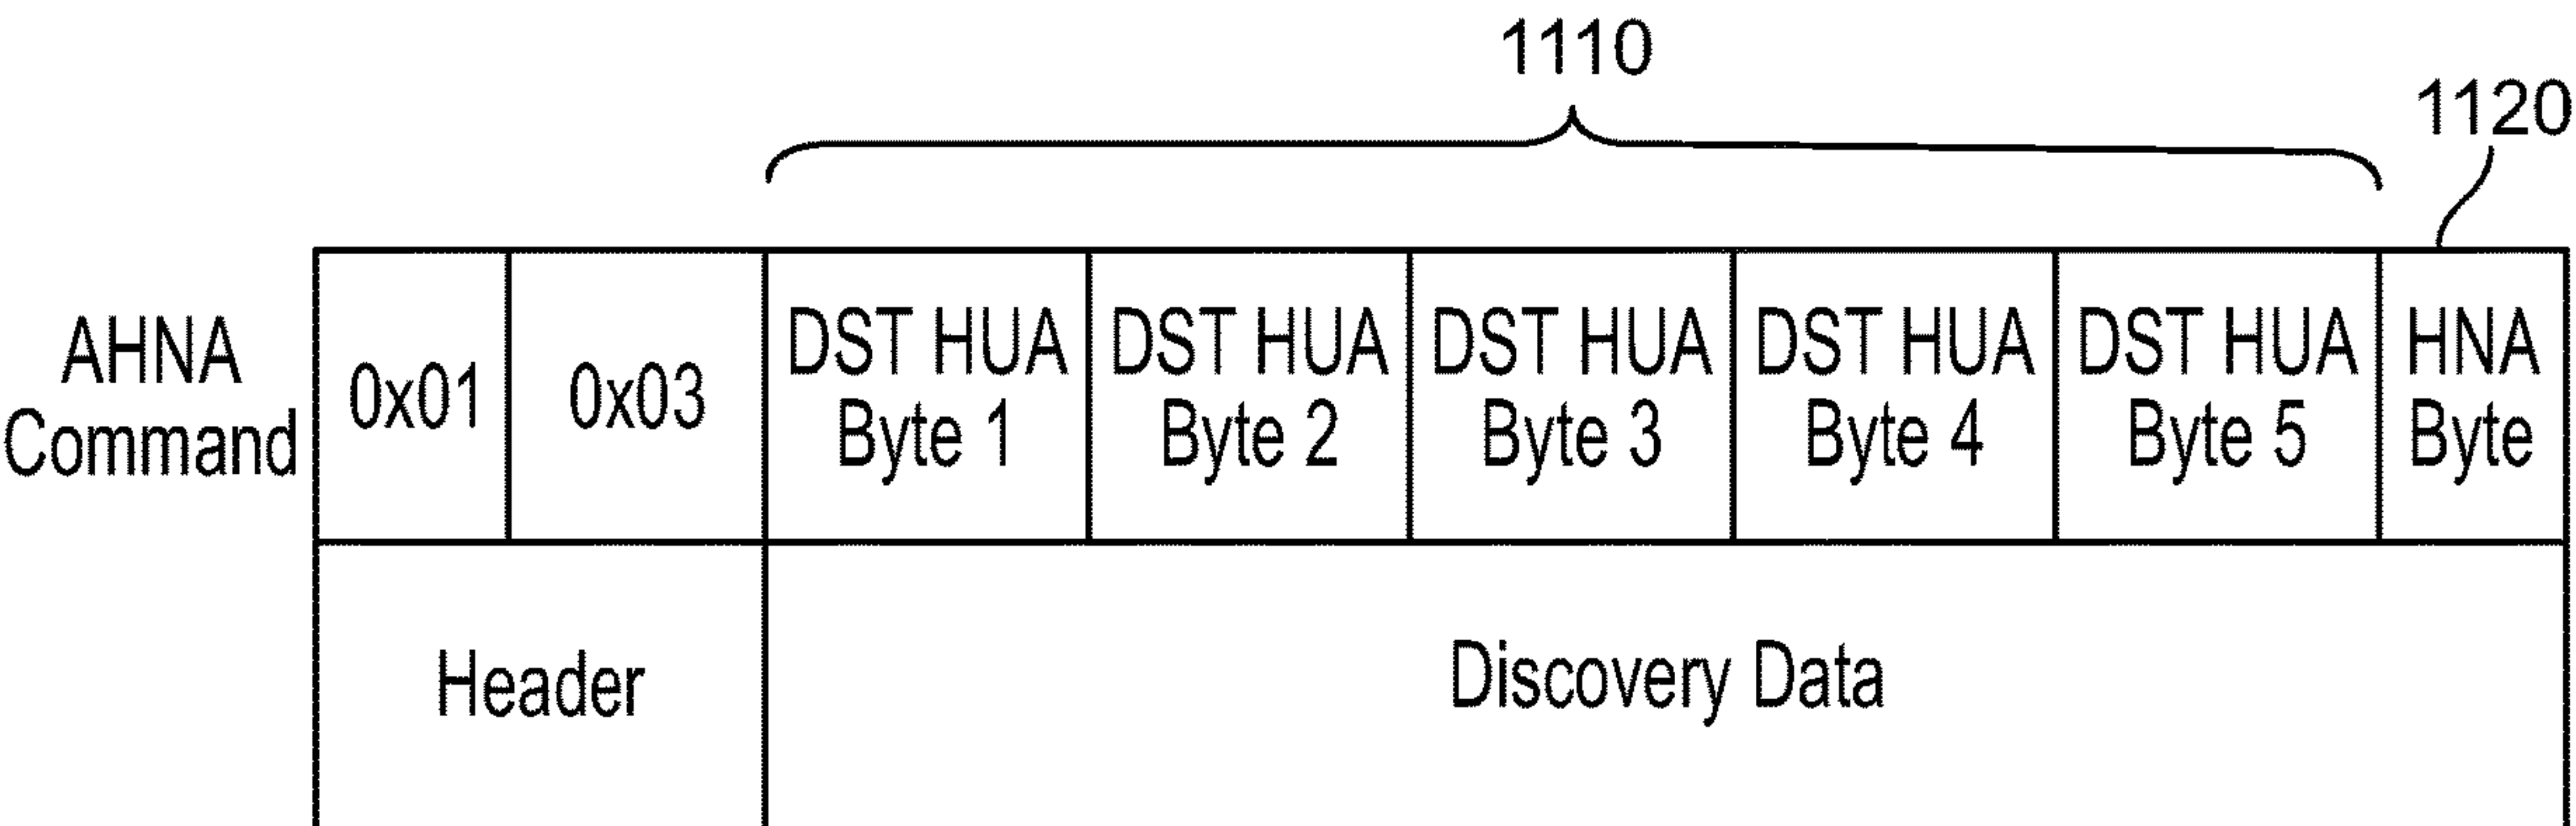 1110
1120
AHNA
Command
0x01
0x03
DST HUA
Byte 1
DST HUA
Byte 2
DST HUA
Byte 3
DST HUA
Byte 4
DST HUA
Byte 5
HNA
Byte
Header
Discovery Data